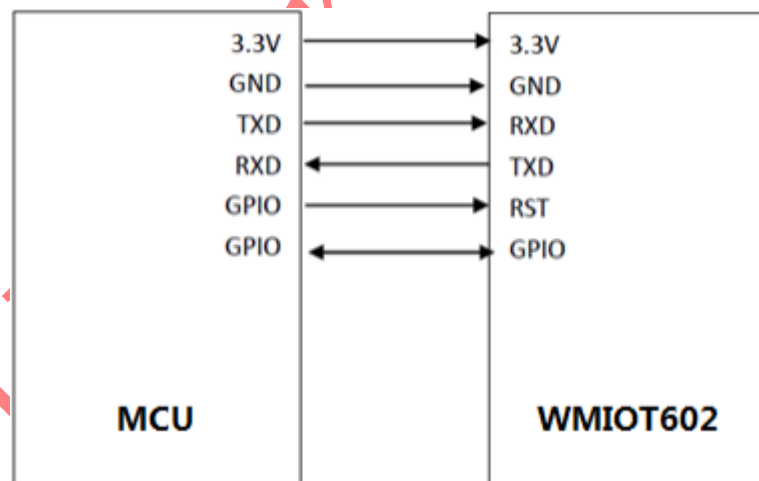 3.3V 3.3V
GND GND
TXD RXD
RXD TXD
GPIO RST
GPIO GPIO
MCU WMIOT602